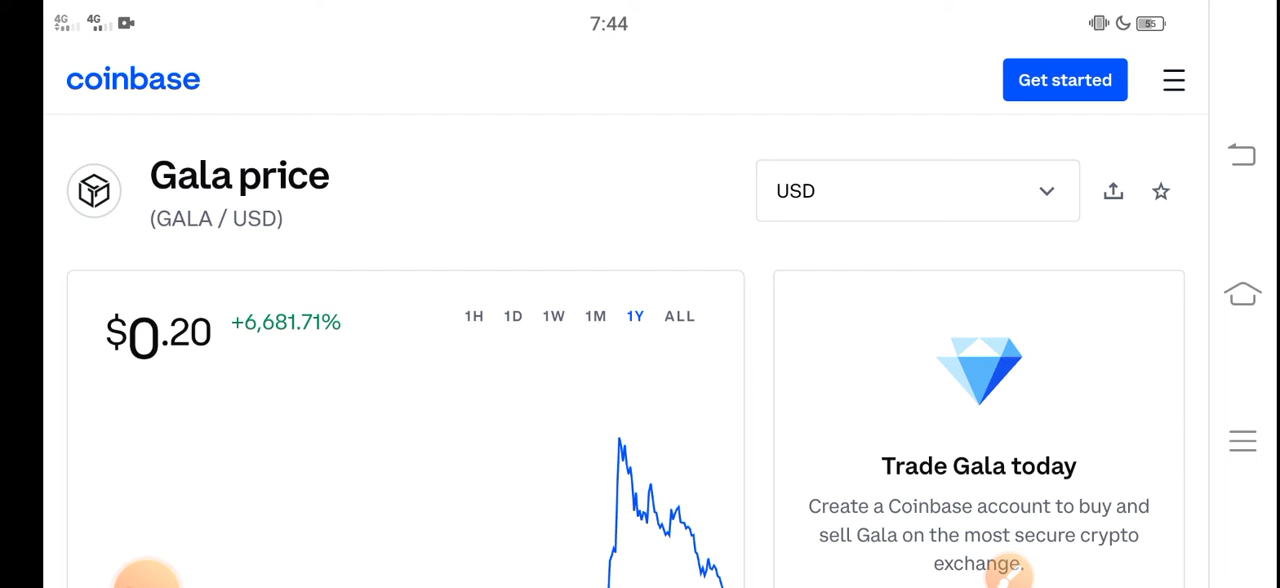 4G 4G 7:44 55
coinbase Get started
Gala price
(GALA / USD)
USD
$0.20 +6,681.71% 1H 1D 1W 1M 1Y ALL
Trade Gala today
Create a Coinbase account to buy and
sell Gala on the most secure crypto
exchange.